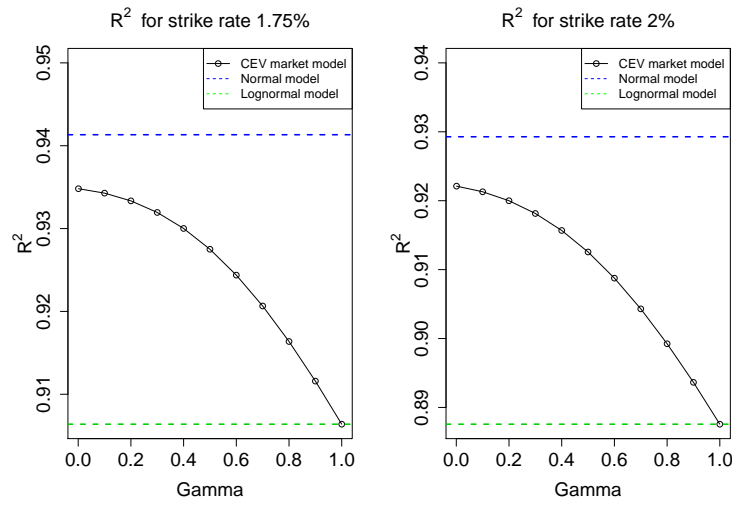 R² for strike rate 1.75%
CEV market model
Normal model
Lognormal model
0.95
0.94
0.93
0.92
0.91
R²
0.0 0.2 0.4 0.6 0.8 1.0
Gamma
R² for strike rate 2%
CEV market model
Normal model
Lognormal model
0.94
0.93
0.92
0.91
0.90
0.89
R²
0.0 0.2 0.4 0.6 0.8 1.0
Gamma